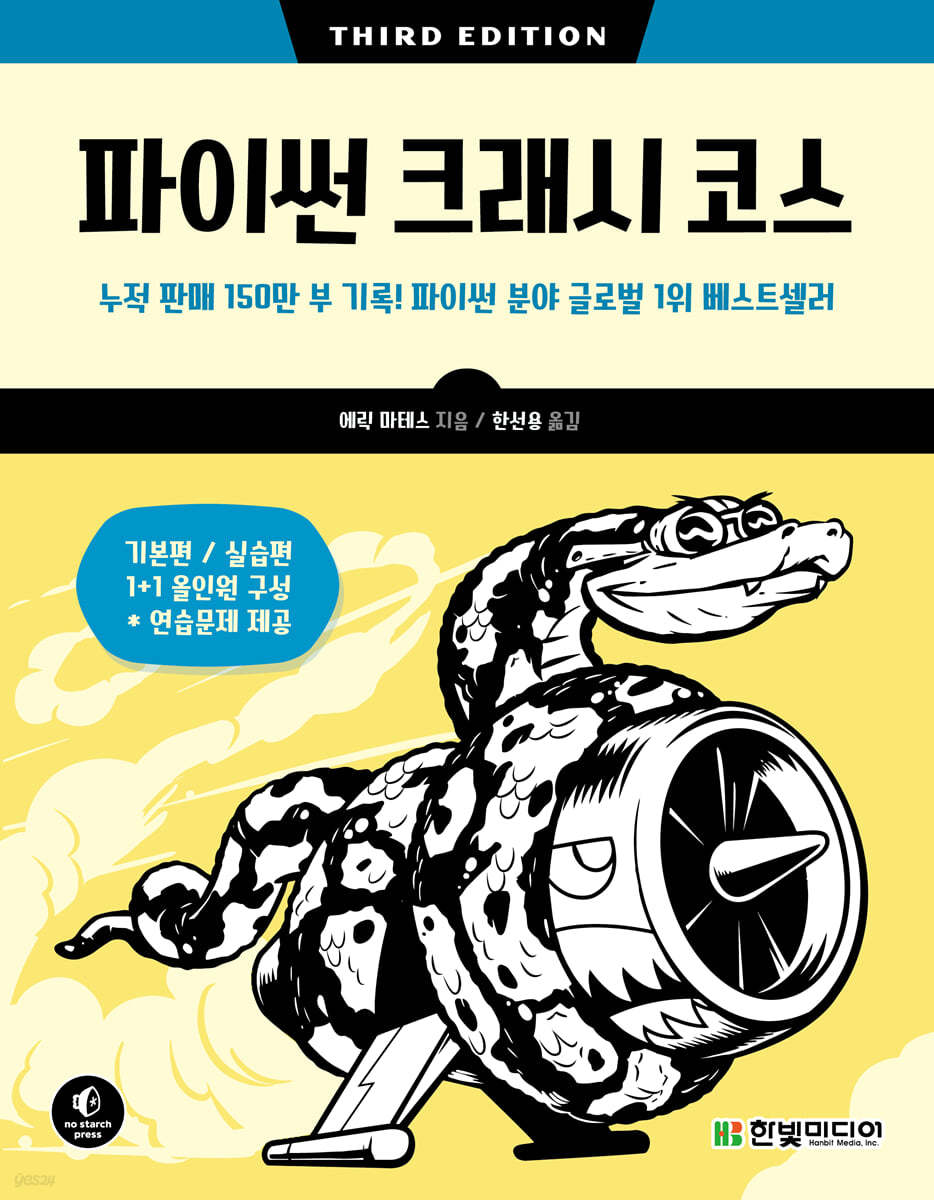 THIRD EDITION
파이썬 크래시 코스
누적 판매 150만 부 기록! 파이썬 분야 글로벌 1위 베스트셀러
에릭 마테스 지음 / 한선용 옮김
기본편 / 실습편
1+1 올인원 구성
* 연습문제 제공
no starch
press
HB 한빛미디어
Hanbit Media, Inc.
yes24